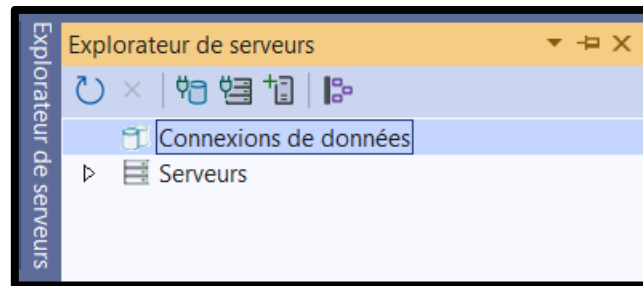 Explorateur de serveurs
Explorateur de serveurs
Connexions de données
Serveurs